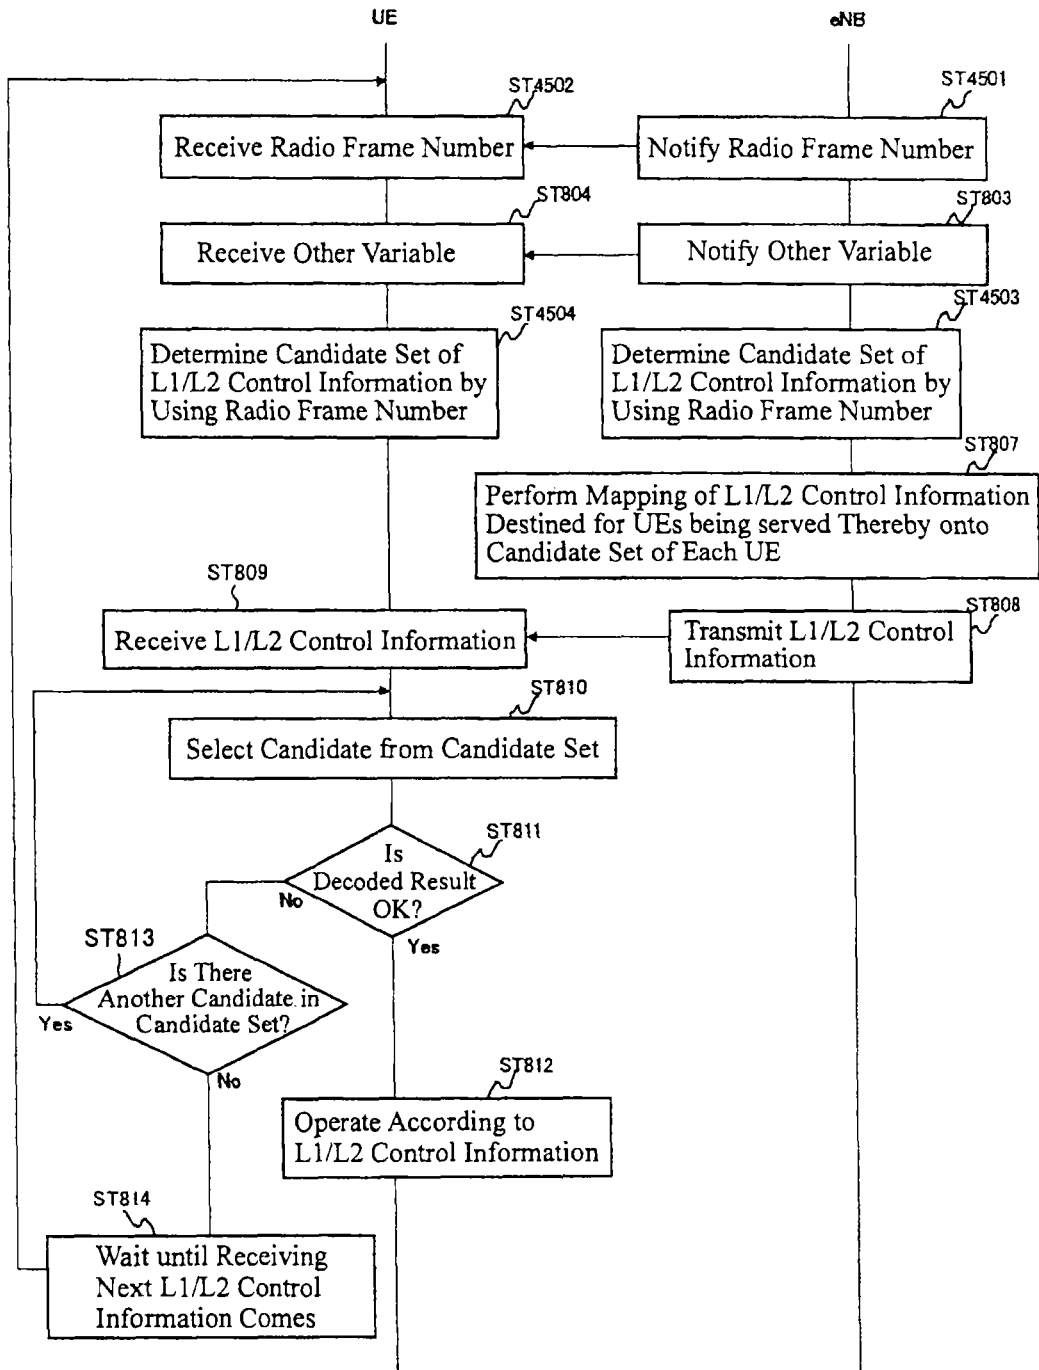 UE
eNB
ST4502
ST4501
Receive Radio Frame Number
Notify Radio Frame Number
ST804
ST803
Receive Other Variable
Notify Other Variable
ST4504
ST4503
Determine Candidate Set of
L1/L2 Control Information by
Using Radio Frame Number
Determine Candidate Set of
L1/L2 Control Information by
Using Radio Frame Number
ST807
Perform Mapping of L1/L2 Control Information
Destined for UEs being served Thereby onto
Candidate Set of Each UE
ST809
ST808
Receive L1/L2 Control Information
Transmit L1/L2 Control
Information
ST810
Select Candidate from Candidate Set
ST811
Is
Decoded Result
OK?
No
Yes
ST813
Is There
Another Candidate in
Candidate Set?
Yes
No
ST812
Operate According to
L1/L2 Control Information
ST814
Wait until Receiving
Next L1/L2 Control
Information Comes